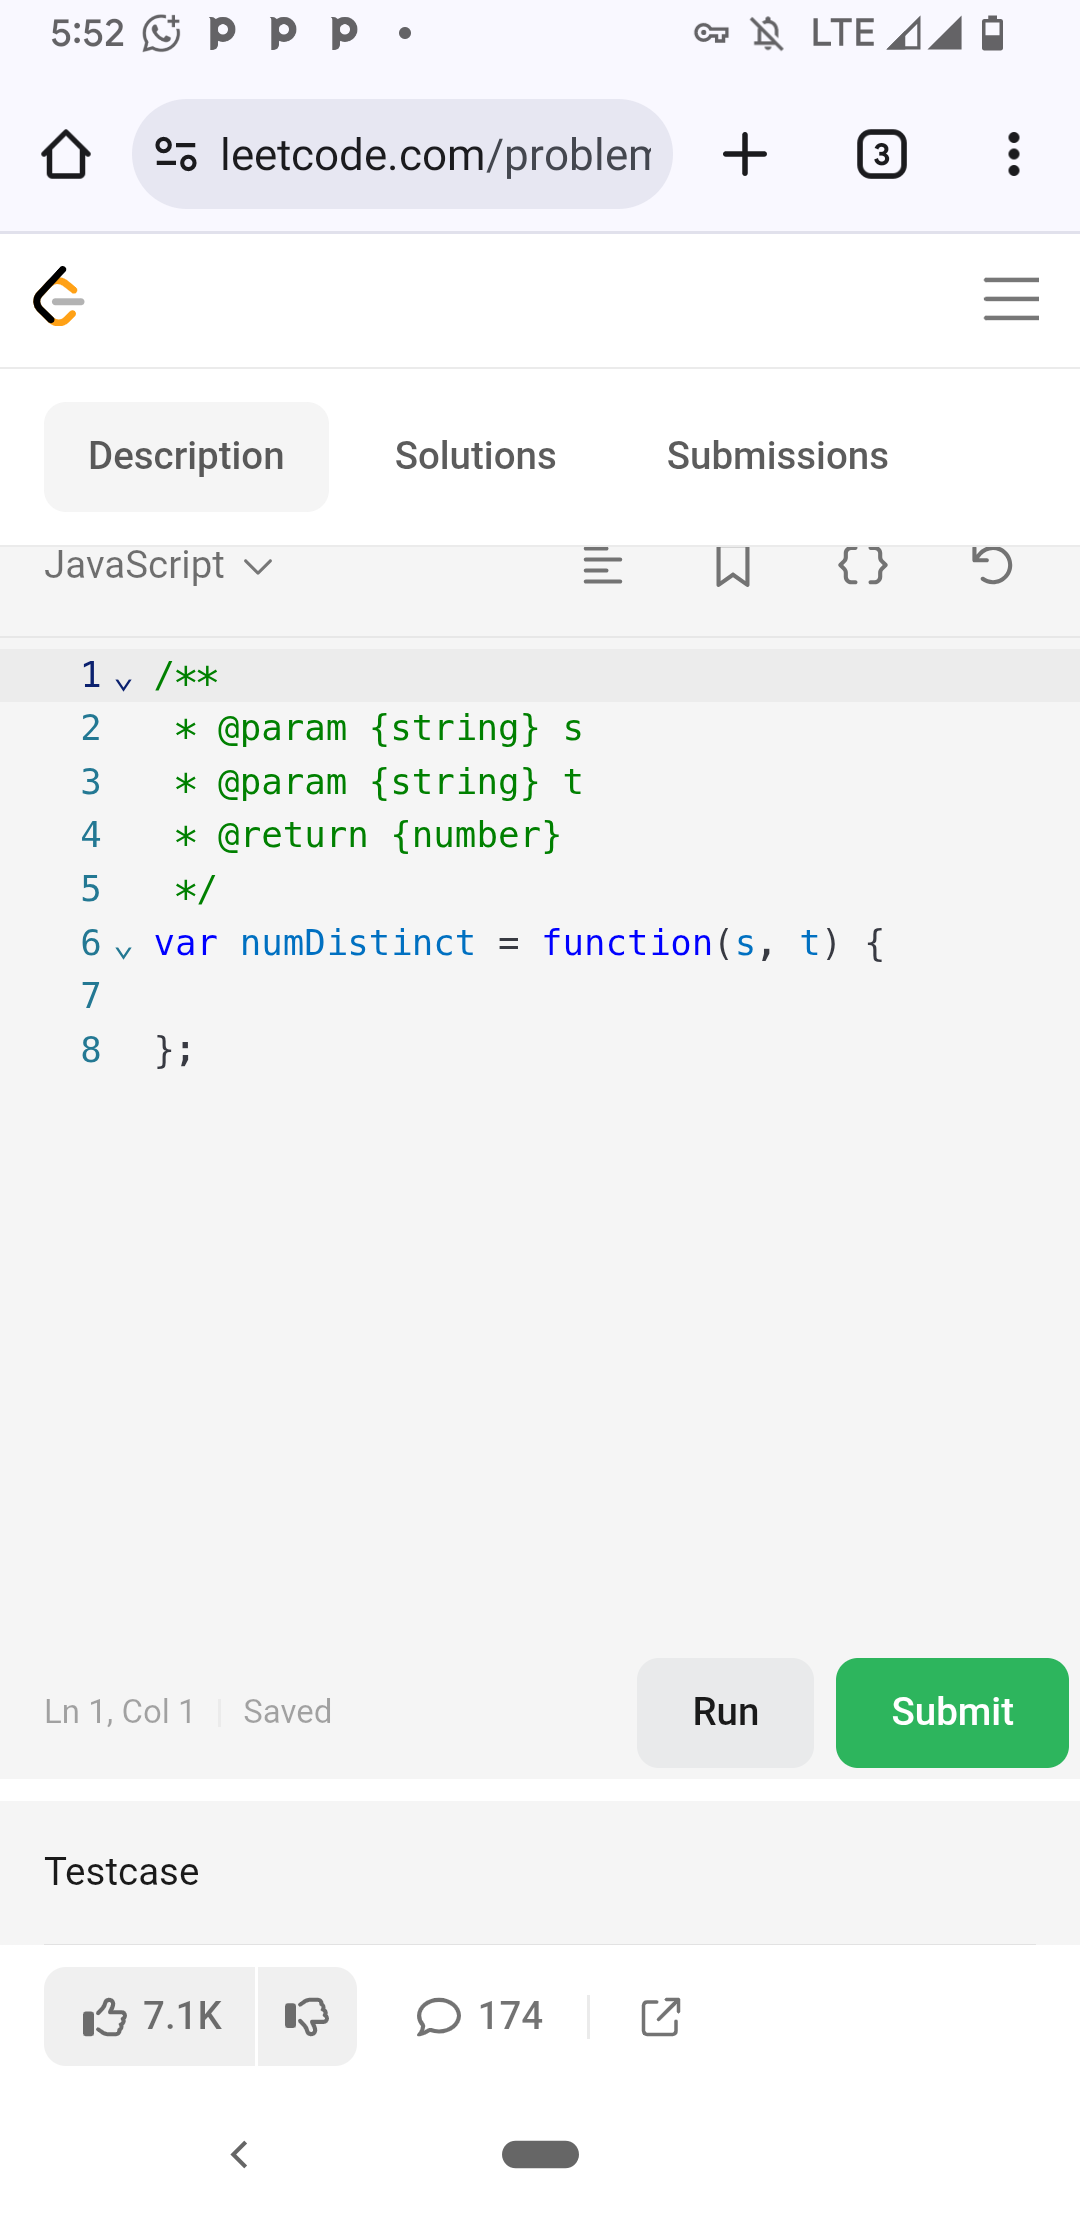 5:52 LTE
leetcode.com/problem
3
Description Solutions Submissions
JavaScript
1 /**
2 * @param {string} s
3 * @param {string} t
4 * @return {number}
5 */
6 var numDistinct = function(s, t) {
7
8 };
Ln 1, Col 1 Saved Run Submit
Testcase
7.1K 174